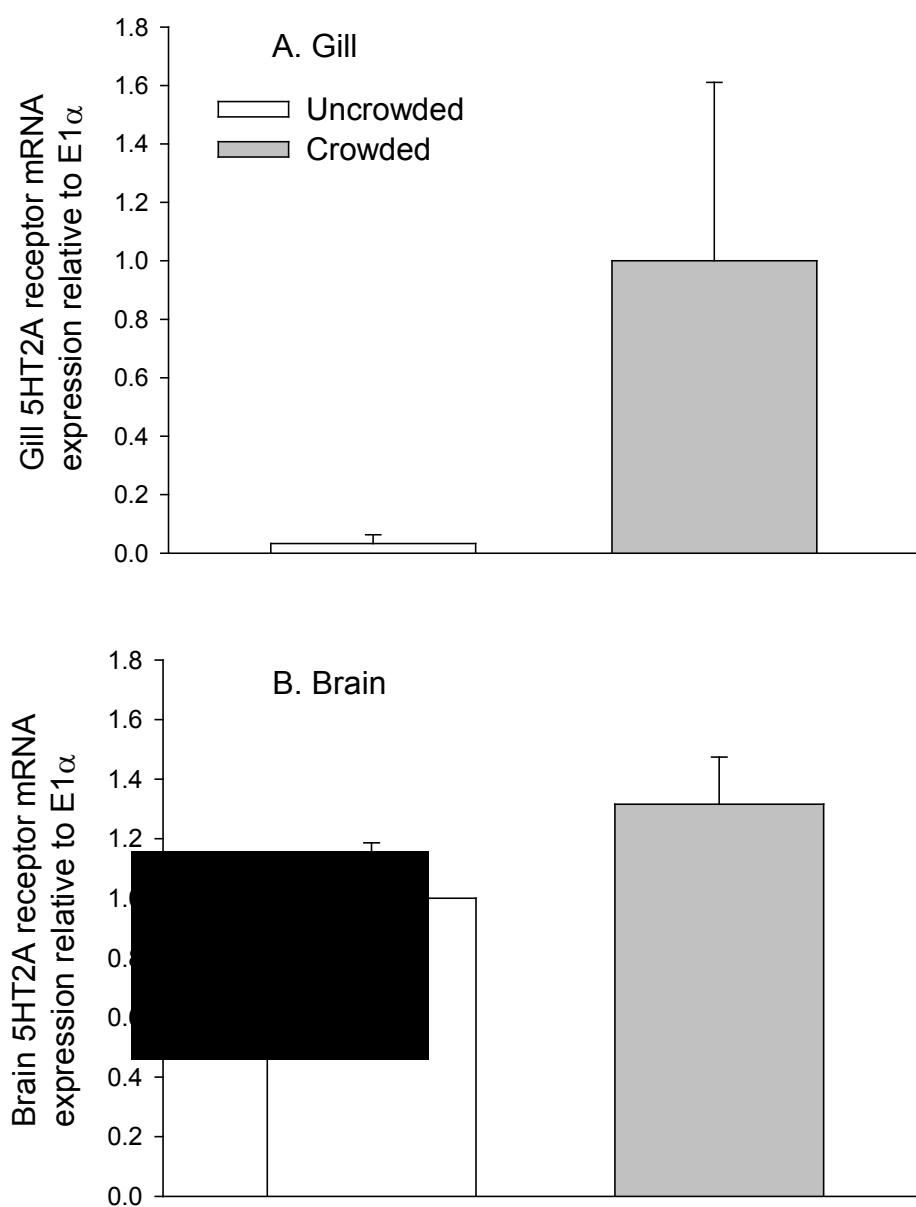 A. Gill
Uncrowded
Crowded
Gill 5HT2A receptor mRNA
expression relative to E1α
1.8
1.6
1.4
1.2
1.0
0.8
0.6
0.4
0.2
0.0
B. Brain
Brain 5HT2A receptor mRNA
expression relative to E1α
1.8
1.6
1.4
1.2
0.4
0.2
0.0